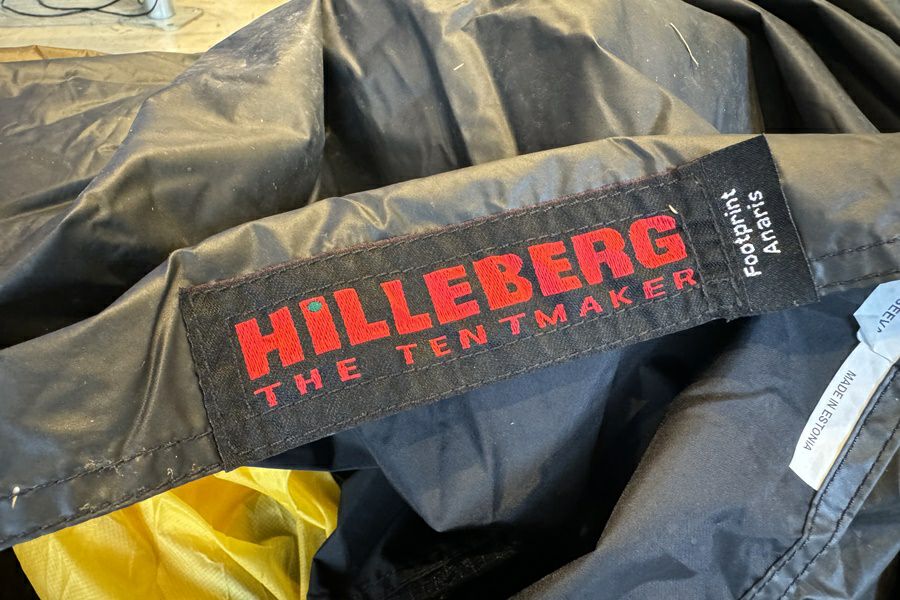 HiLLEBERG
THE TENTMAKER
Footprint
Anaris
MADE IN ESTONIA